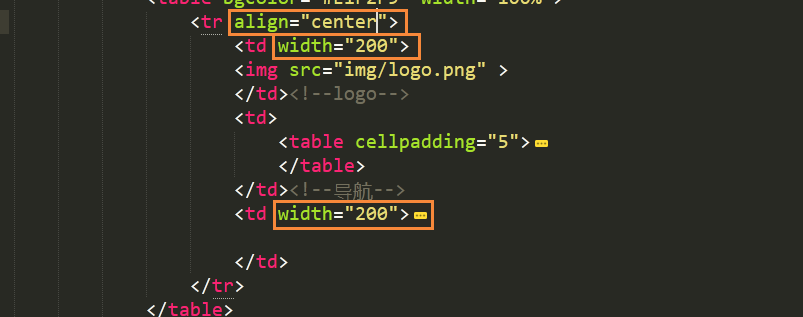 <tr align="center">
<td width="200">
<img src="img/logo.png" >
</td><!--logo-->
<td>
<table cellpadding="5">
</table>
</td><!--导航-->
<td width="200">
</td>
</tr>
</table>